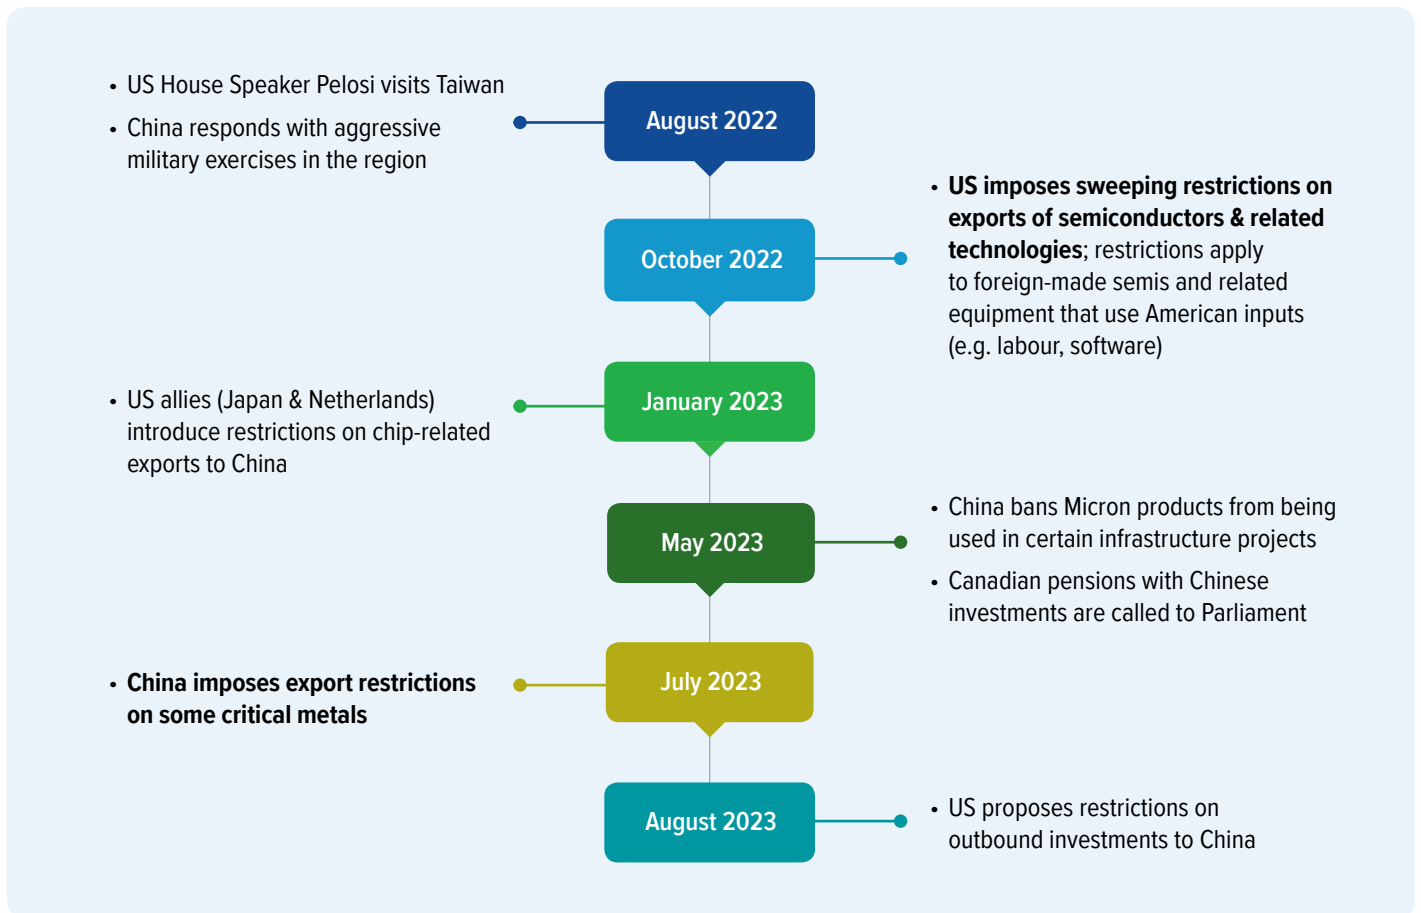 • US House Speaker Pelosi visits Taiwan
• China responds with aggressive
military exercises in the region
August 2022
October 2022
• US imposes sweeping restrictions on
exports of semiconductors & related
technologies; restrictions apply
to foreign-made semis and related
equipment that use American inputs
(e.g. labour, software)
• US allies (Japan & Netherlands)
introduce restrictions on chip-related
exports to China
January 2023
May 2023
• China bans Micron products from being
used in certain infrastructure projects
• Canadian pensions with Chinese
investments are called to Parliament
• China imposes export restrictions
on some critical metals
July 2023
August 2023
• US proposes restrictions on
outbound investments to China